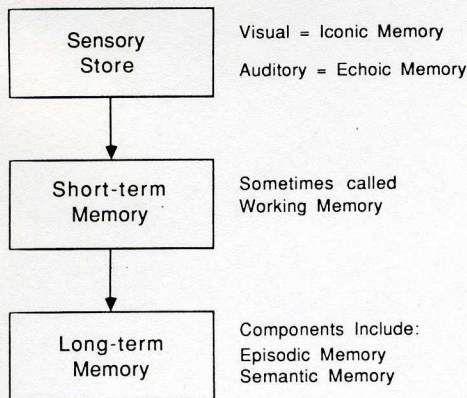 Sensory
Store
Visual = Iconic Memory
Auditory = Echoic Memory
Short-term
Memory
Sometimes called
Working Memory
Long-term
Memory
Components Include:
Episodic Memory
Semantic Memory